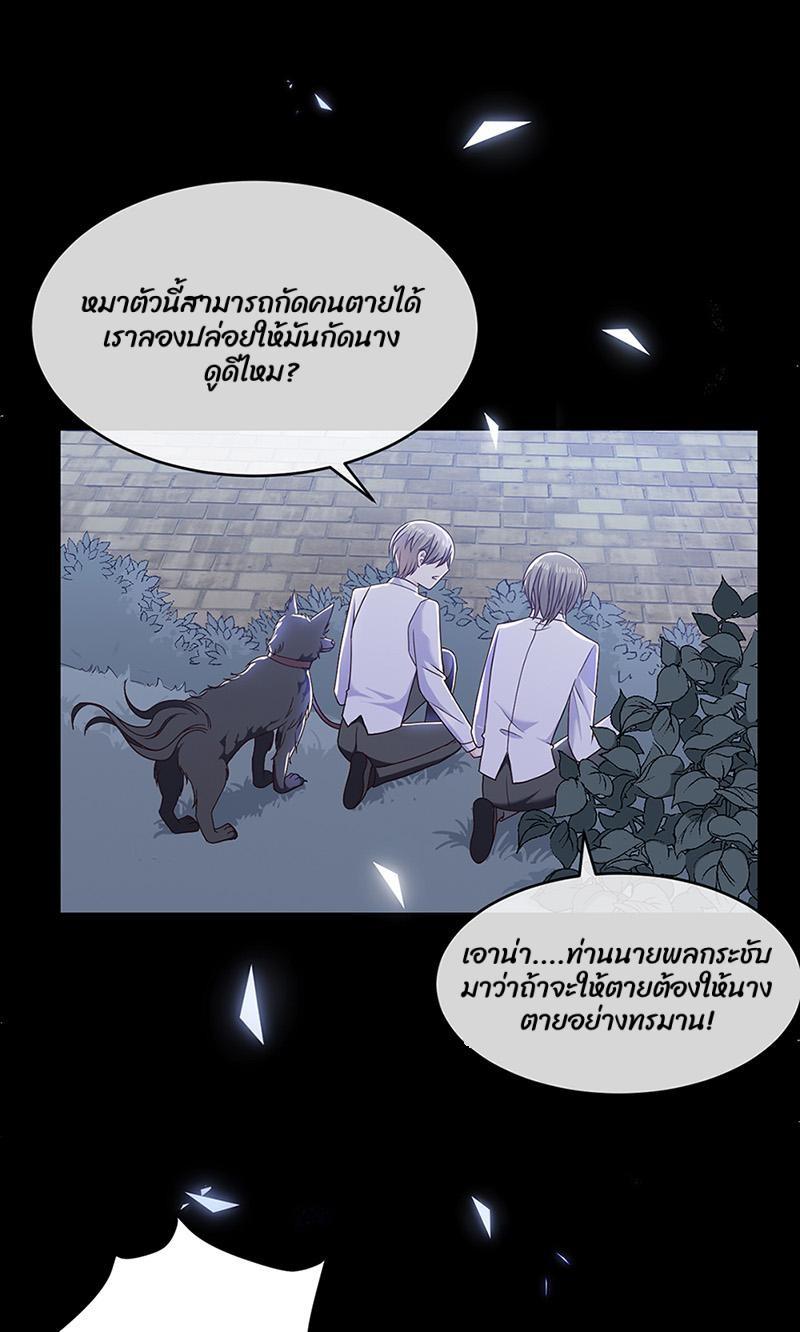 หมาตัวนี้สามารถกัดคนตายได้
เราลองปล่อยให้มันกัดนาง
ดูดีไหม?
เอาน่า....ท่านนายพลกระชับ
มาว่าถ้าจะให้ตายต้องให้นาง
ตายอย่างทรมาน!